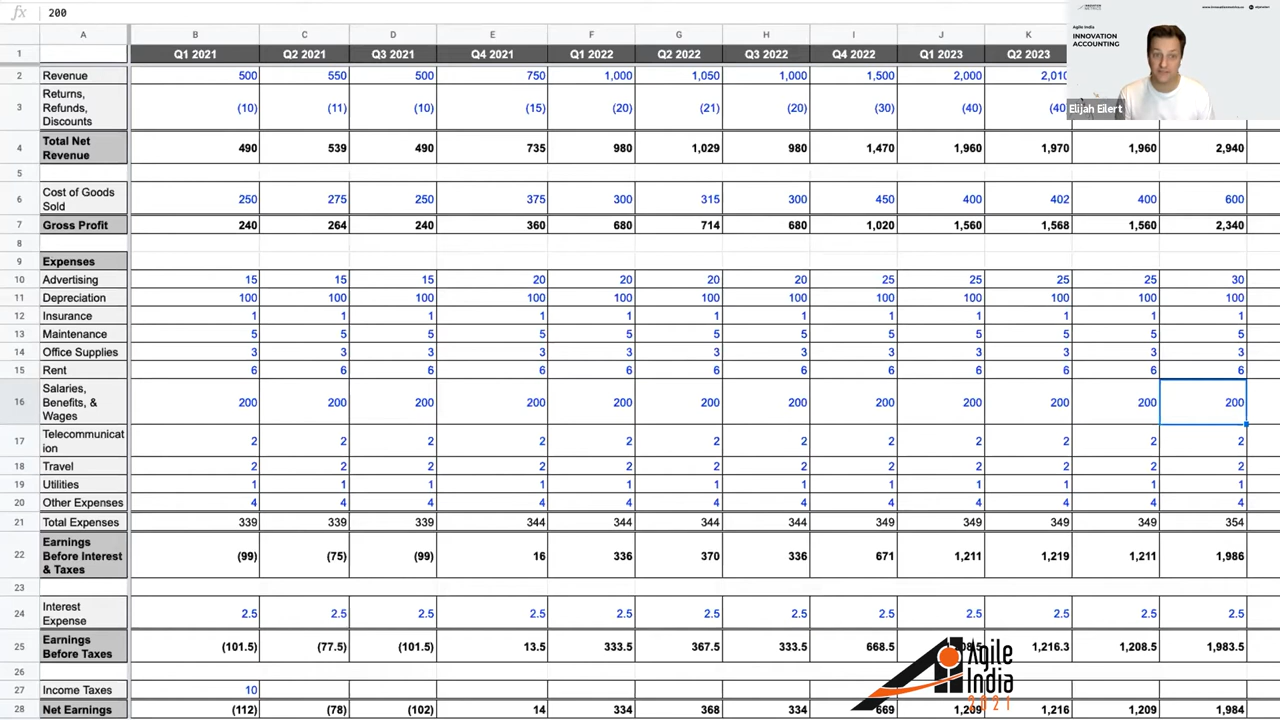 fx 200
A B C D E F G H I J K
1 Q1 2021 Q2 2021 Q3 2021 Q4 2021 Q1 2022 Q2 2022 Q3 2022 Q4 2022 Q1 2023 Q2 2023
2 Revenue 500 550 500 750 1,000 1,050 1,000 1,500 2,000 2,010
3 Returns, Refunds, Discounts (10) (11) (10) (15) (20) (21) (20) (30) (40) (40
4 Total Net Revenue 490 539 490 735 980 1,029 980 1,470 1,960 1,970 1,960 2,940
5
6 Cost of Goods Sold 250 275 250 375 300 315 300 450 400 402 400 600
7 Gross Profit 240 264 240 360 680 714 680 1,020 1,560 1,568 1,560 2,340
8
9 Expenses
10 Advertising 15 15 15 20 20 20 20 25 25 25 25 30
11 Depreciation 100 100 100 100 100 100 100 100 100 100 100 100
12 Insurance 1 1 1 1 1 1 1 1 1 1 1 1
13 Maintenance 5 5 5 5 5 5 5 5 5 5 5 5
14 Office Supplies 3 3 3 3 3 3 3 3 3 3 3 3
15 Rent 6 6 6 6 6 6 6 6 6 6 6 6
16 Salaries, Benefits, & Wages 200 200 200 200 200 200 200 200 200 200 200 200
17 Telecommunication 2 2 2 2 2 2 2 2 2 2 2 2
18 Travel 2 2 2 2 2 2 2 2 2 2 2 2
19 Utilities 1 1 1 1 1 1 1 1 1 1 1 1
20 Other Expenses 4 4 4 4 4 4 4 4 4 4 4 4
21 Total Expenses 339 339 339 344 344 344 344 349 349 349 349 354
22 Earnings Before Interest & Taxes (99) (75) (99) 16 336 370 336 671 1,211 1,219 1,211 1,986
23
24 Interest Expense 2.5 2.5 2.5 2.5 2.5 2.5 2.5 2.5 2.5 2.5 2.5 2.5
25 Earnings Before Taxes (101.5) (77.5) (101.5) 13.5 333.5 367.5 333.5 668.5 1,216.3 1,208.5 1,983.5
26
27 Income Taxes 10
28 Net Earnings (112) (78) (102) 14 334 368 334 669 1,209 1,216 1,209 1,984
Agile India
INNOVATION
ACCOUNTING
Elijah Eilert
Agile
India
2021